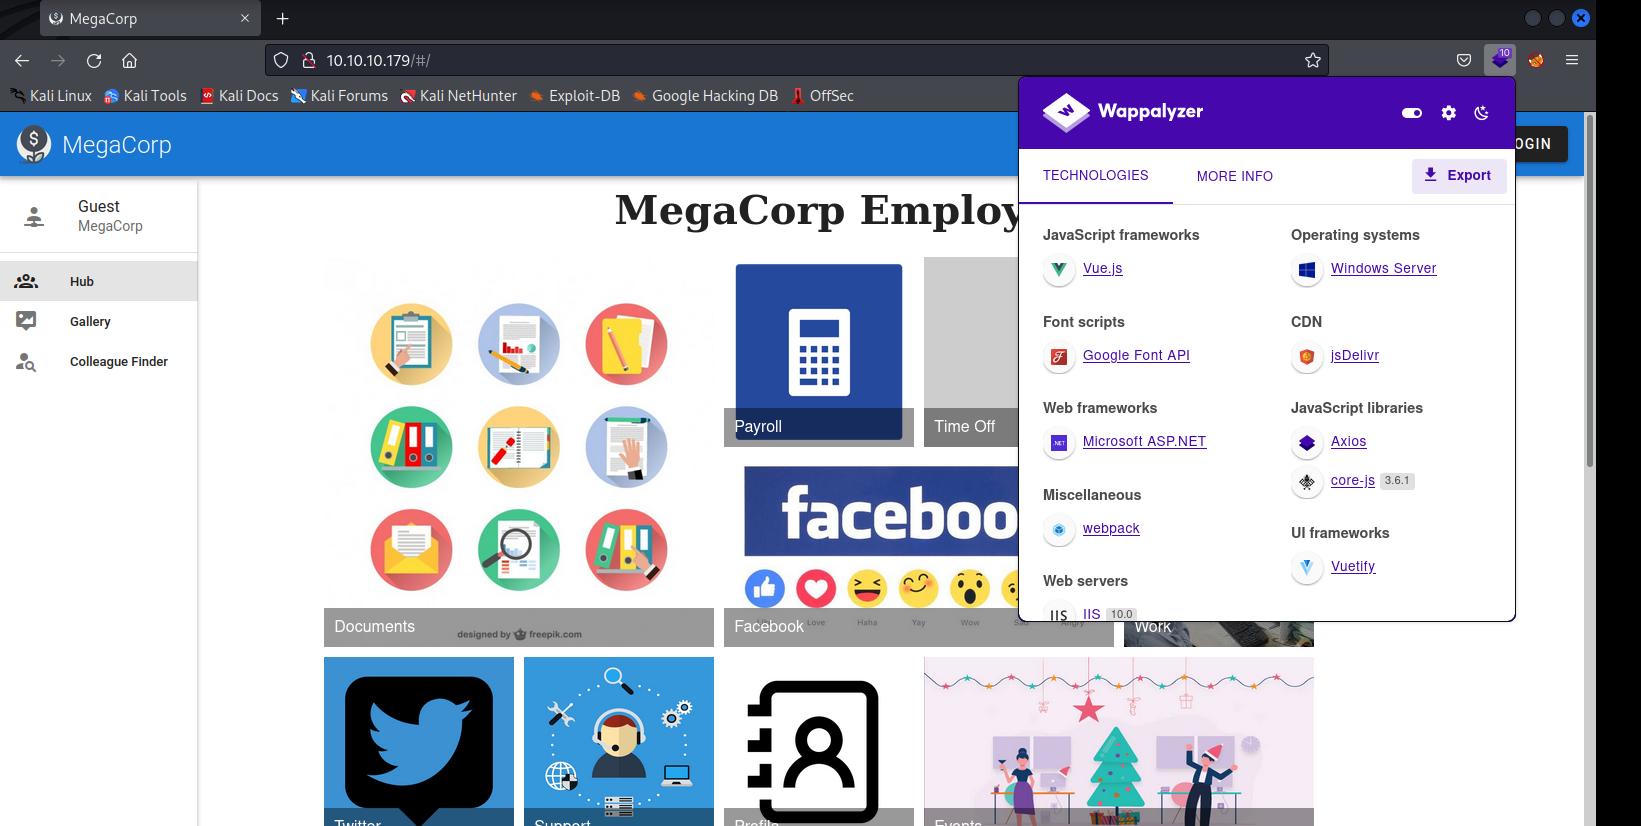 MegaCorp
10
10.10.10.179/#/
Kali Linux Kali Tools Kali Docs Kali Forums Kali NetHunter Exploit-DB Google Hacking DB OffSec
MegaCorp
OGIN
Guest
MegaCorp
Hub
Gallery
Colleague Finder
MegaCorp Employ
Payroll
Time Off
Documents
designed by freepik.com
faceboo
Love Haha Yay Wow Sad Angry
Facebook
Work
Twitter
Support
Profile
Events
Wappalyzer
TECHNOLOGIES MORE INFO Export
JavaScript frameworks
Vue.js
Font scripts
Google Font API
Web frameworks
.NET
Microsoft ASP.NET
Miscellaneous
webpack
Web servers
IIS IIS 10.0
Operating systems
Windows Server
CDN
jsDelivr
JavaScript libraries
Axios
core-js 3.6.1
UI frameworks
Vuetify